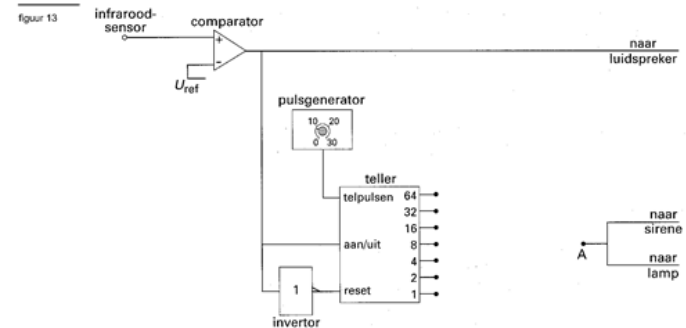 figuur 13
infrarood-
sensor
comparator
+
-
Uref
naar
luidspreker
pulsgenerator
10 20
0 30
teller
telpulsen 64
32
16
aan/uit 8
4
2
reset 1
1
invertor
A
naar
sirene
naar
lamp